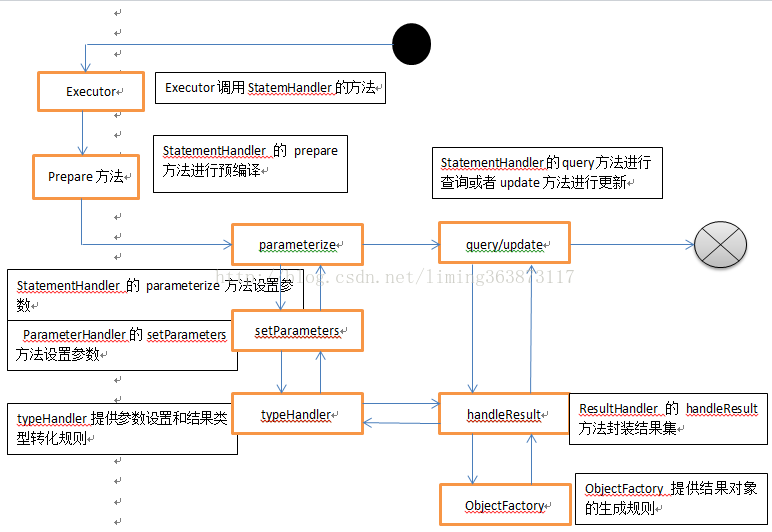 Executor
Executor 调用 StatemHandler 的方法
Prepare 方法
StatementHandler 的 prepare
方法进行预编译
StatementHandler 的 query 方法进行
查询或者 update 方法进行更新
parameterize
query/update
http://blog.csdn.net/liming363873117
StatementHandler 的 parameterize 方法设置参
数
setParameters
ParameterHandler 的 setParameters
方法设置参数
typeHandler
handleResult
typeHandler 提供参数设置和结果类
型转化规则
ResultHandler 的 handleResult
方法封装结果集
ObjectFactory
ObjectFactory 提供结果对象
的生成规则